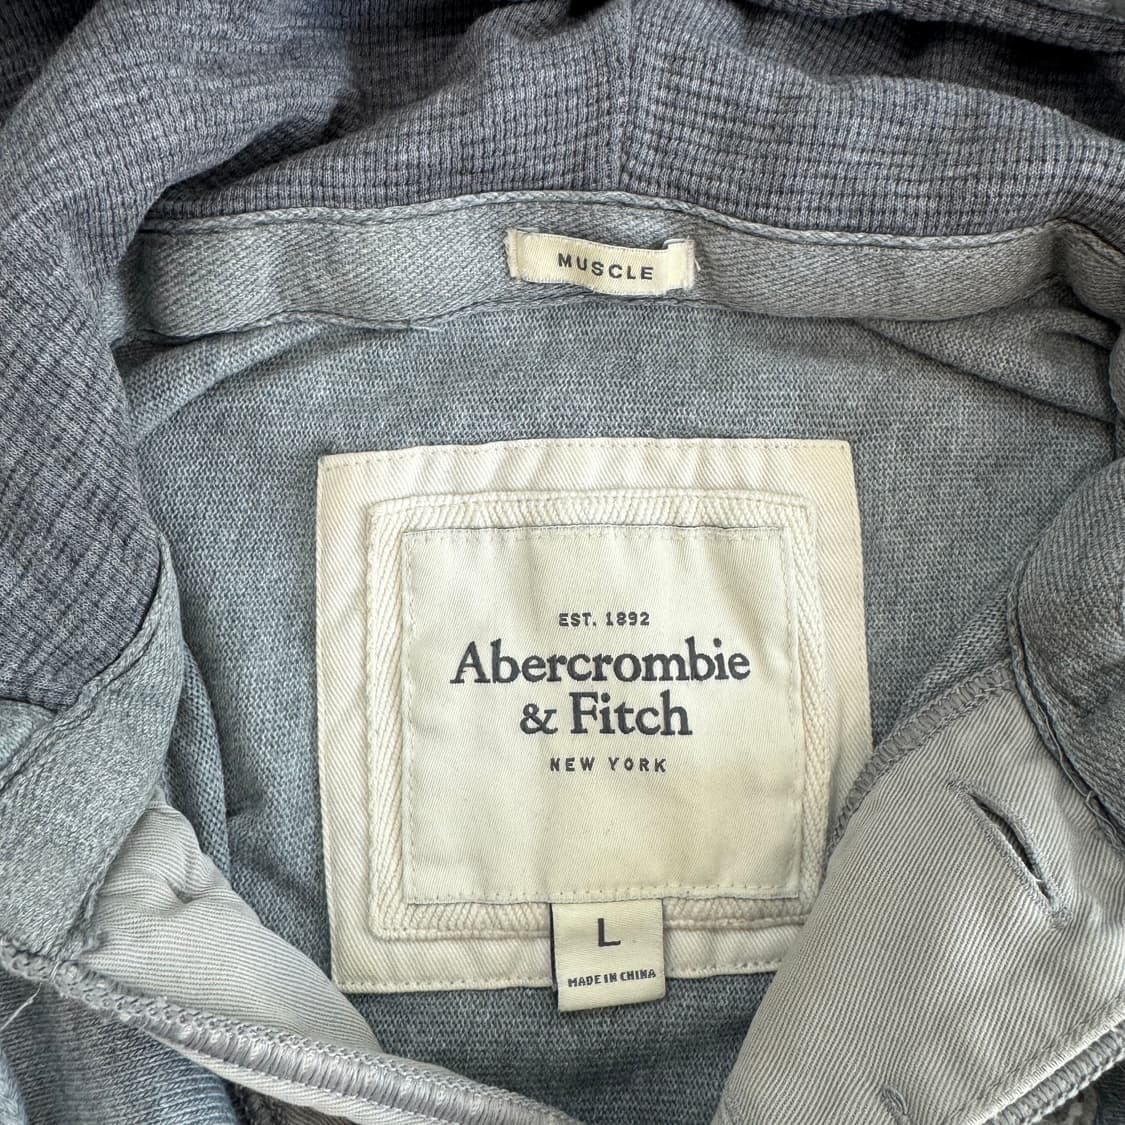 MUSCLE
EST. 1892
Abercrombie
& Fitch
NEW YORK
L
MADE IN CHINA